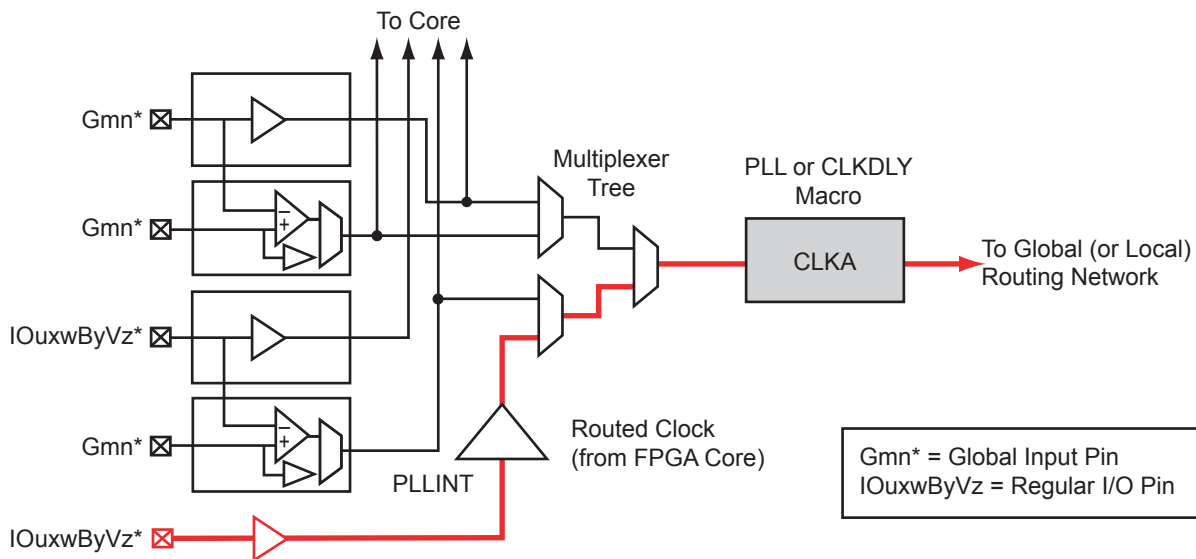 To Core
Gmn*
Multiplexer
Tree
PLL or CLKDLY
Macro
Gmn*
−
+
CLKA
To Global (or Local)
Routing Network
IOuxwByVz*
Gmn*
−
+
Routed Clock
(from FPGA Core)
PLLINT
Gmn* = Global Input Pin
IOuxwByVz = Regular I/O Pin
IOuxwByVz*